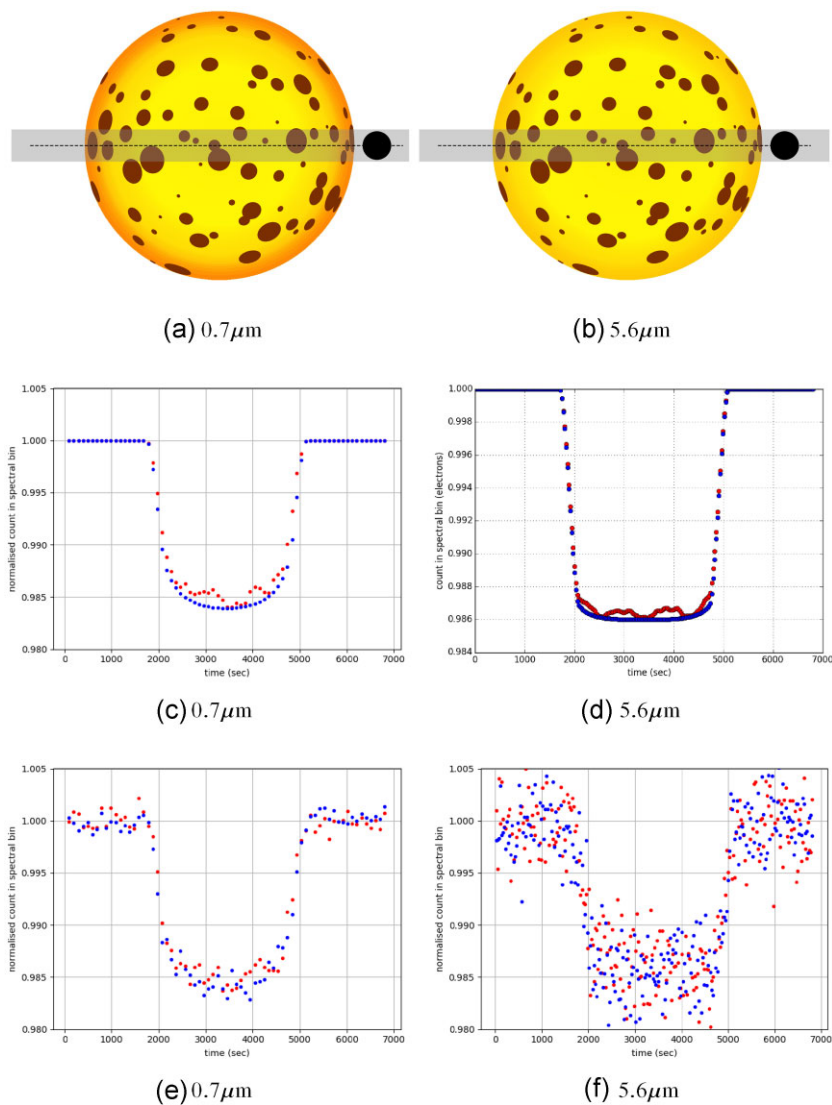 (a) 0.7μm
(b) 5.6μm
1.005
1.000
0.995
0.990
0.985
0.980
normalised count in spectral bin
0 1000 2000 3000 4000 5000 6000 7000
time (sec)
(c) 0.7μm
1.000
0.998
0.996
0.994
0.992
0.990
0.988
0.986
0.984
count in spectral bin (electrons)
0 1000 2000 3000 4000 5000 6000 7000
time (sec)
(d) 5.6μm
1.005
1.000
0.995
0.990
0.985
0.980
normalised count in spectral bin
0 1000 2000 3000 4000 5000 6000 7000
time (sec)
(e) 0.7μm
1.005
1.000
0.995
0.990
0.985
0.980
normalised count in spectral bin
0 1000 2000 3000 4000 5000 6000 7000
time (sec)
(f) 5.6μm